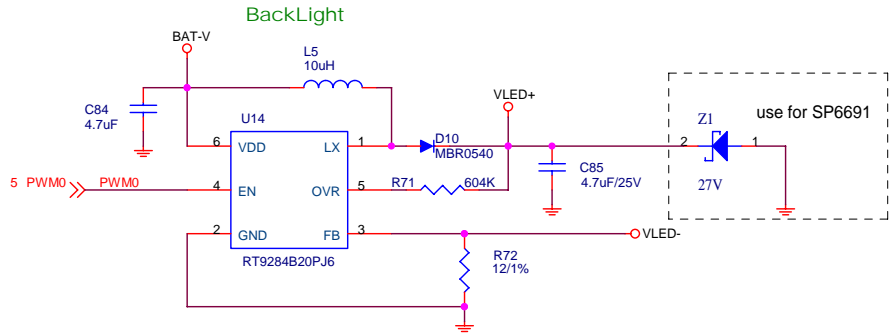 BackLight
BAT-V
L5
10uH
C84
4.7uF
U14
VLED+
Z1
use for SP6691
D10
MBR0540
6 VDD LX 1
2 1
27V
C85
4.7uF/25V
5 PWM0 PWM0
4 EN OVR 5
R71 604K
2 GND FB 3
VLED-
RT9284B20PJ6
R72
12/1%